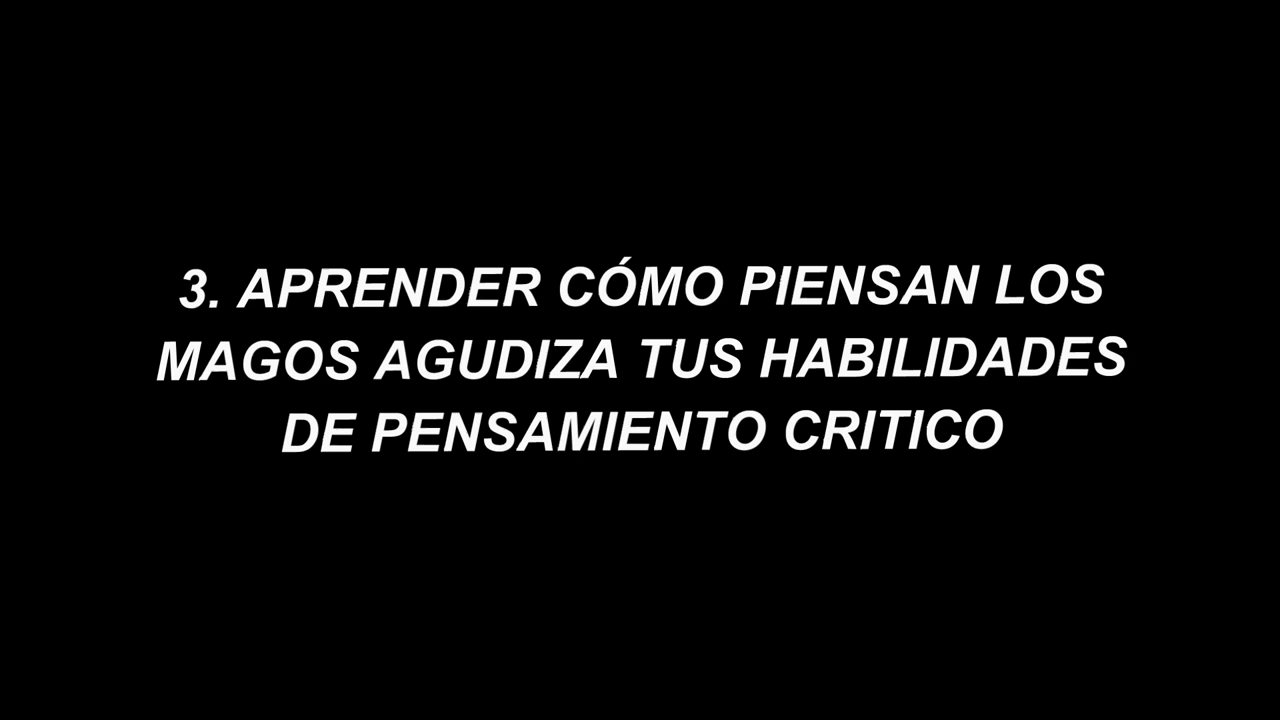 3. APRENDER CÓMO PIENSAN LOS
MAGOS AGUDIZA TUS HABILIDADES
DE PENSAMIENTO CRITICO